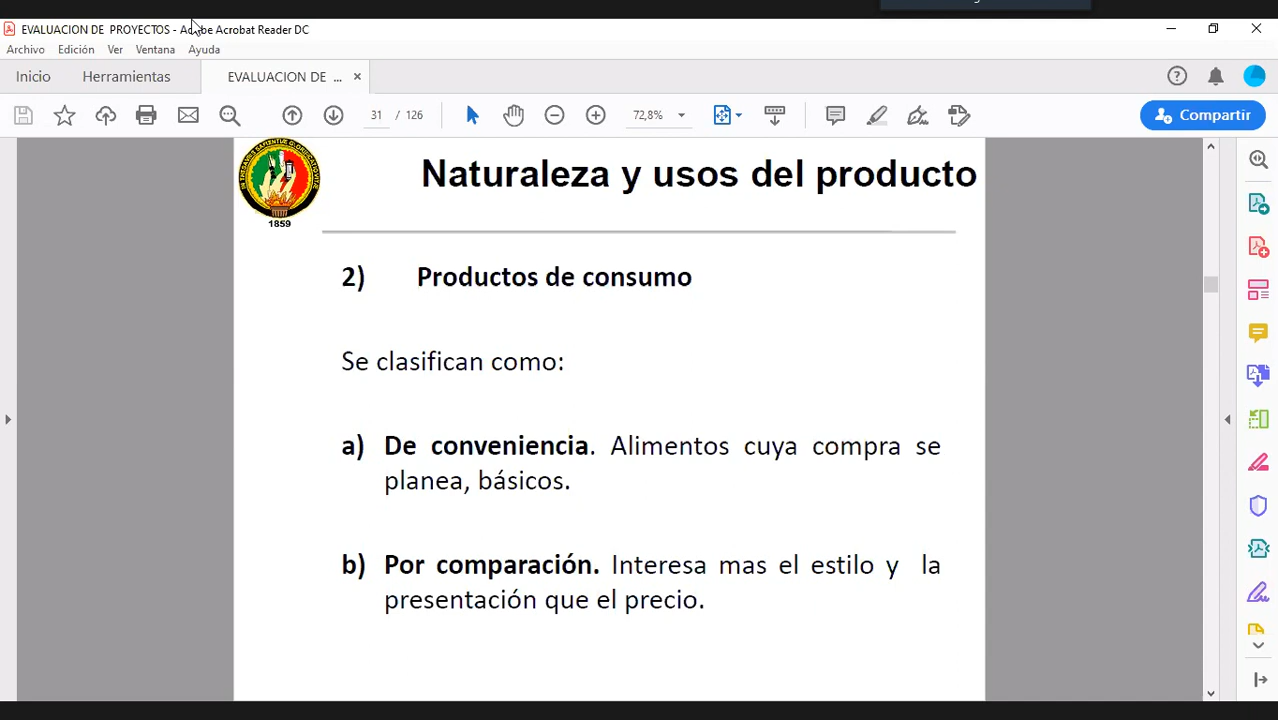 EVALUACION DE PROYECTOS - Adobe Acrobat Reader DC
Archivo Edición Ver Ventana Ayuda
Inicio Herramientas EVALUACION DE ...
31 / 126 72,8% Compartir
Naturaleza y usos del producto
1859
2) Productos de consumo
Se clasifican como:
a) De conveniencia. Alimentos cuya compra se
planea, básicos.
b) Por comparación. Interesa mas el estilo y la
presentación que el precio.